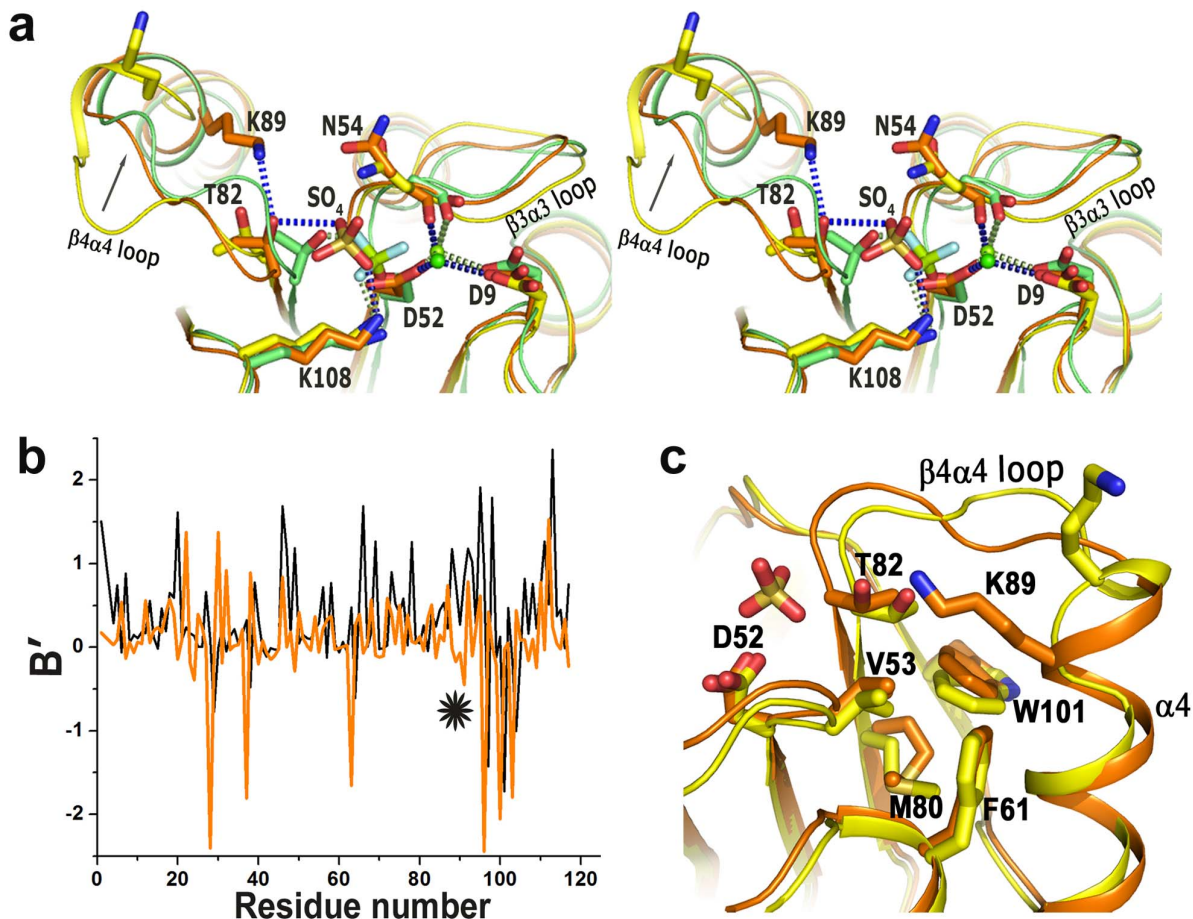 a
K89
N54
T82
SO4
β4α4 loop
β3α3 loop
D52
D9
K108
K89
N54
T82
SO4
β4α4 loop
β3α3 loop
D52
D9
K108
b
B′
2
1
0
-1
-2
0 20 40 60 80 100 120
Residue number
c
β4α4 loop
T82
K89
D52
V53
W101
α4
M80
F61